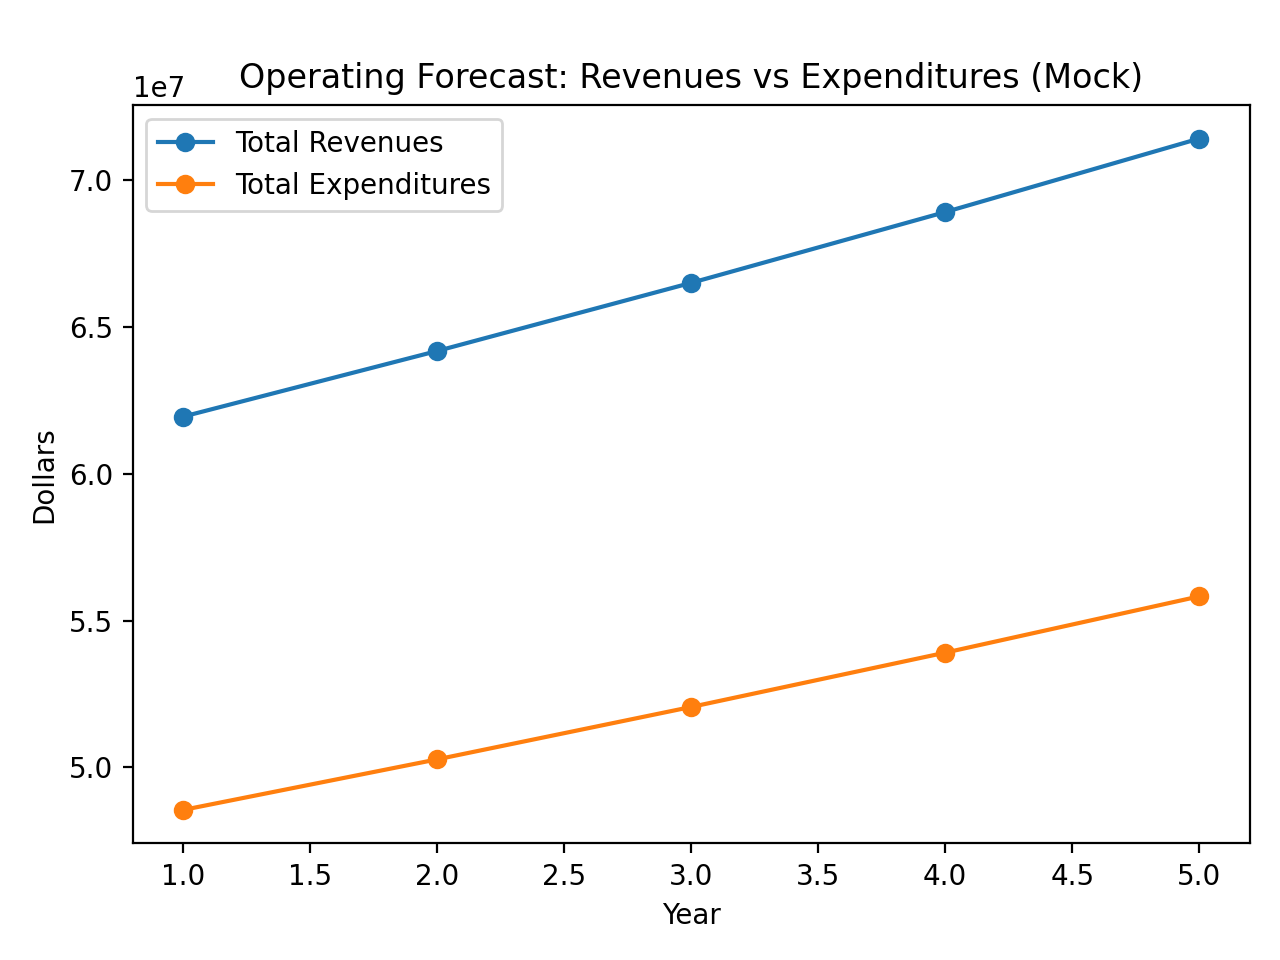 Operating Forecast: Revenues vs Expenditures (Mock)
1e7
Total Revenues
Total Expenditures
7.0
6.5
6.0
5.5
5.0
Dollars
1.0 1.5 2.0 2.5 3.0 3.5 4.0 4.5 5.0
Year